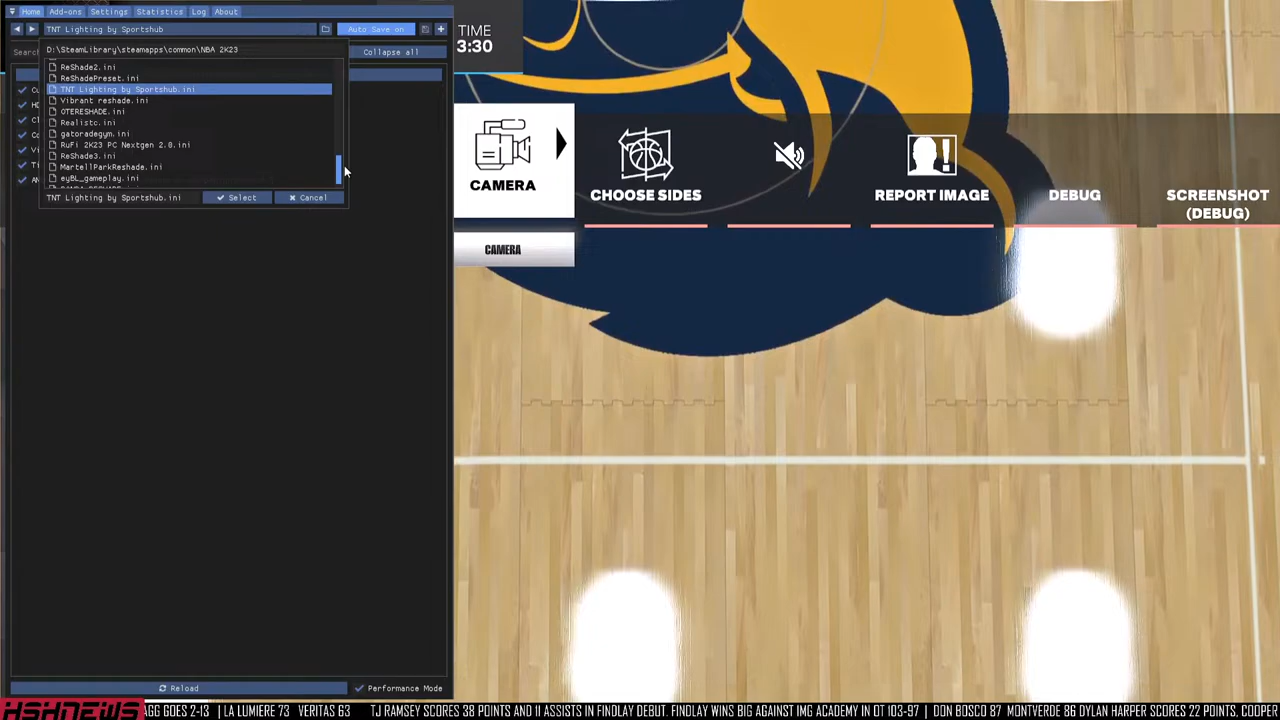 Home Add-ons Settings Statistics Log About
TNT Lighting by Sportshub
Auto Save on
D:\SteamLibrary\steamapps\common\NBA 2K23
Collapse all
ReShade2.ini
ReShadePreset.ini
TNT Lighting by Sportshub.ini
Vibrant reshade.ini
OTERESHADE.ini
Realistc.ini
gatoradegym.ini
RuFi 2K23 PC Nextgen 2.0.ini
ReShade3.ini
MartellParkReshade.ini
eyBL_gameplay.ini
TNT Lighting by Sportshub.ini
Select
Cancel
TIME
3:30
CAMERA
CHOOSE SIDES
REPORT IMAGE
DEBUG
SCREENSHOT
(DEBUG)
CAMERA
Reload
Performance Mode
HSHNEWS
AGG GOES 2-13 | LA LUMIERE 73 VERITAS 63 TJ RAMSEY SCORES 38 POINTS AND 11 ASSISTS IN FINDLAY DEBUT. FINDLAY WINS BIG AGAINST IMG ACADEMY IN OT 103-97 | DON BOSCO 87 MONTVERDE 86 DYLAN HARPER SCORES 22 POINTS, COOPER